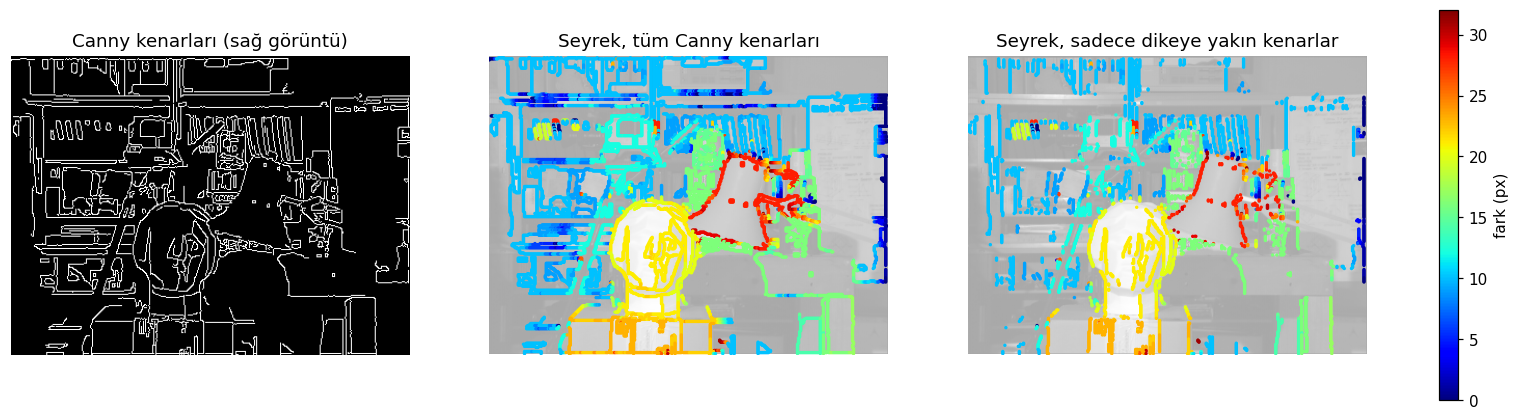 Canny kenarları (sağ görüntü)
Seyrek, tüm Canny kenarları
Seyrek, sadece dikeye yakın kenarlar
30
25
20
15
10
5
0
fark (px)